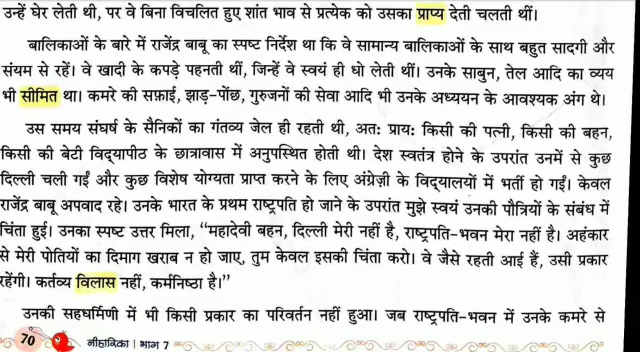 उन्हें घेर लेती थी, पर वे बिना विचलित हुए शांत भाव से प्रत्येक को उसका प्राप्य देती चलती थीं।
बालिकाओं के बारे में राजेंद्र बाबू का स्पष्ट निर्देश था कि वे सामान्य बालिकाओं के साथ बहुत सादगी और
संयम से रहें। वे खादी के कपड़े पहनती थीं, जिन्हें वे स्वयं ही धो लेती थीं। उनके साबुन, तेल आदि का व्यय
भी सीमित था। कमरे की सफ़ाई, झाड़-पोंछ, गुरुजनों की सेवा आदि भी उनके अध्ययन के आवश्यक अंग थे।
उस समय संघर्ष के सैनिकों का गंतव्य जेल ही रहती थी, अतः प्रायः किसी की पत्नी, किसी की बहन,
किसी की बेटी विद्यापीठ के छात्रावास में अनुपस्थित होती थी। देश स्वतंत्र होने के उपरांत उनमें से कुछ
दिल्ली चली गईं और कुछ विशेष योग्यता प्राप्त करने के लिए अंग्रेज़ी के विद्यालयों में भर्ती हो गईं। केवल
राजेंद्र बाबू अपवाद रहे। उनके भारत के प्रथम राष्ट्रपति हो जाने के उपरांत मुझे स्वयं उनकी पौत्रियों के संबंध में
चिंता हुई। उनका स्पष्ट उत्तर मिला, “महादेवी बहन, दिल्ली मेरी नहीं है, राष्ट्रपति-भवन मेरा नहीं है। अहंकार
से मेरी पोतियों का दिमाग खराब न हो जाए, तुम केवल इसकी चिंता करो। वे जैसे रहती आई हैं, उसी प्रकार
रहेंगी। कर्तव्य विलास नहीं, कर्मनिष्ठा है।”
उनकी सहधर्मिणी में भी किसी प्रकार का परिवर्तन नहीं हुआ। जब राष्ट्रपति-भवन में उनके कमरे से
70 नीहारिका | भाग 7